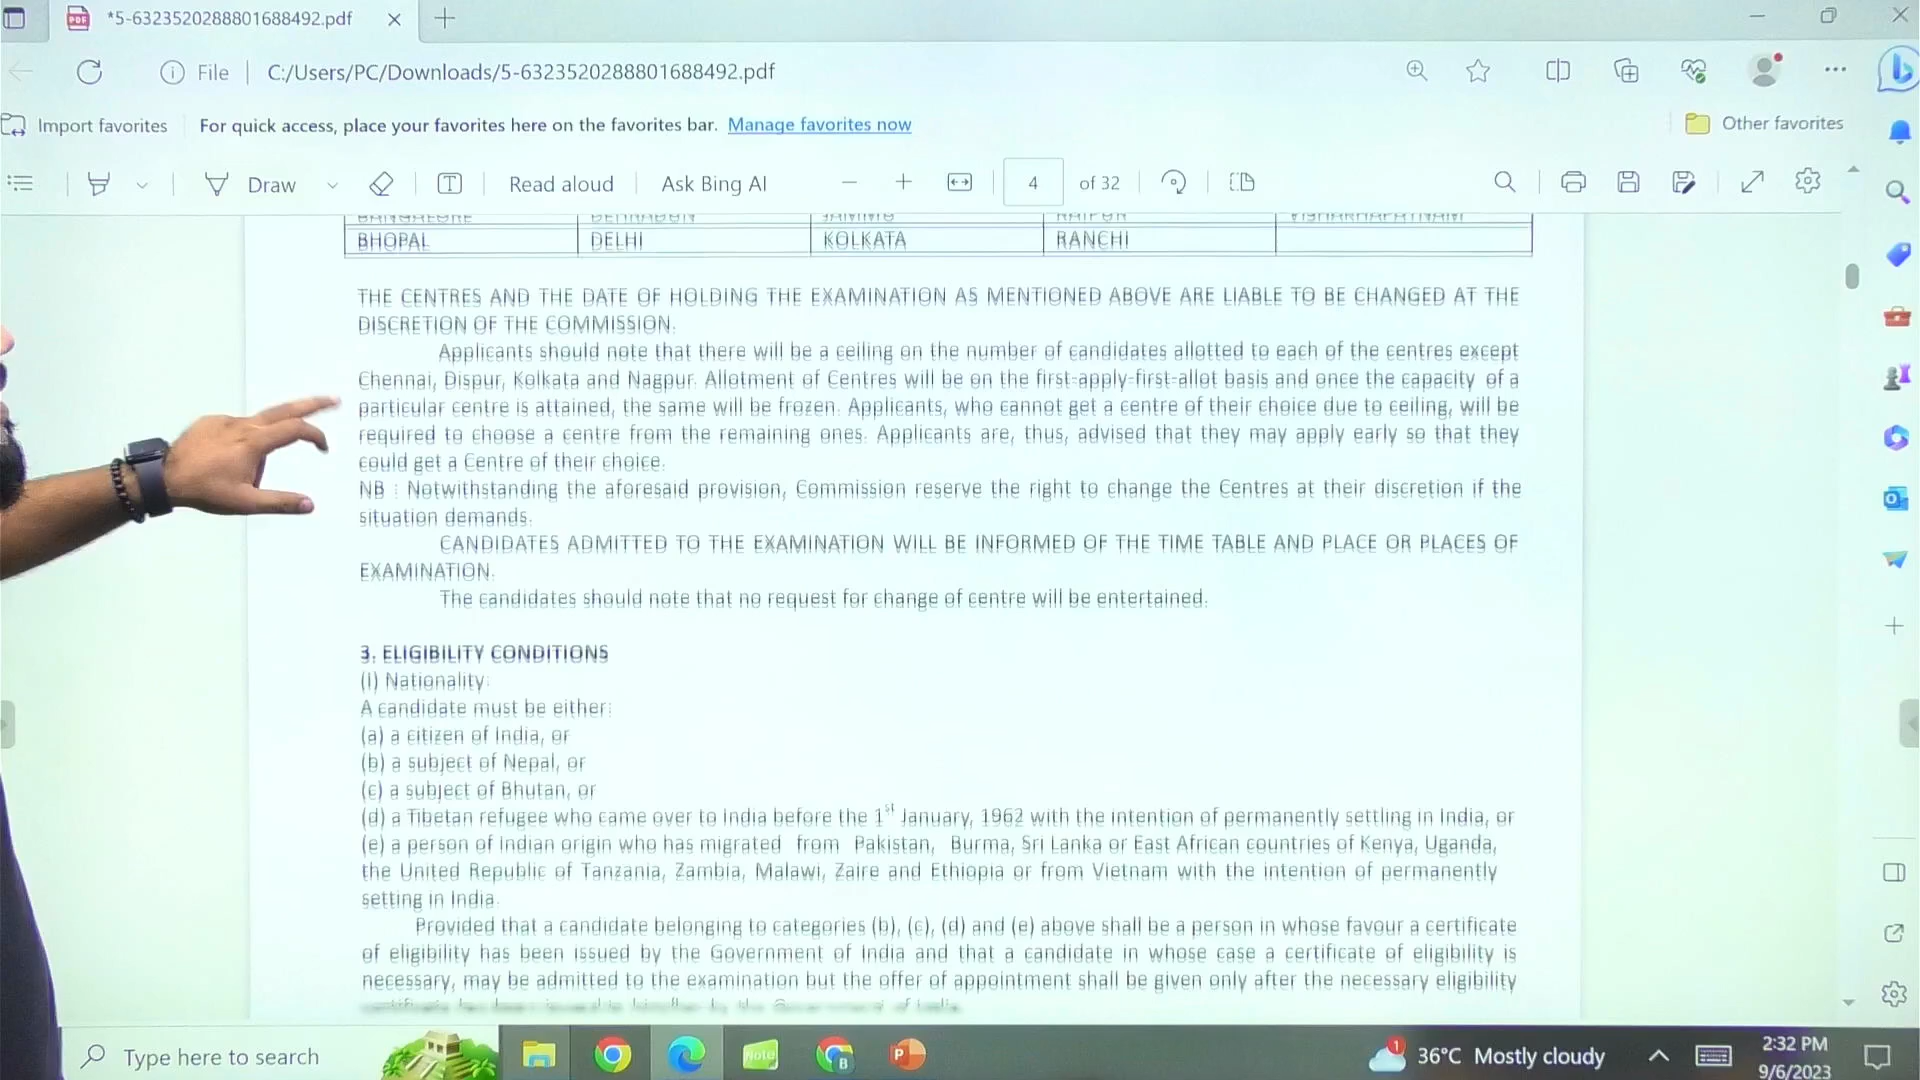 *5-6323520288801688492.pdf
File
C:/Users/PC/Downloads/5-6323520288801688492.pdf
Import favorites
For quick access, place your favorites here on the favorites bar. Manage favorites now
Other favorites
Draw
Read aloud
Ask Bing AI
4 of 32
BANGALORE DEHRADUN JAMMU RAIPUR VISHAKHAPATNAM
BHOPAL DELHI KOLKATA RANCHI
THE CENTRES AND THE DATE OF HOLDING THE EXAMINATION AS MENTIONED ABOVE ARE LIABLE TO BE CHANGED AT THE
DISCRETION OF THE COMMISSION.
Applicants should note that there will be a ceiling on the number of candidates allotted to each of the centres except
Chennai, Dispur, Kolkata and Nagpur. Allotment of Centres will be on the first-apply-first-allot basis and once the capacity of a
particular centre is attained, the same will be frozen. Applicants, who cannot get a centre of their choice due to ceiling, will be
required to choose a centre from the remaining ones. Applicants are, thus, advised that they may apply early so that they
could get a Centre of their choice.
NB : Notwithstanding the aforesaid provision, Commission reserve the right to change the Centres at their discretion if the
situation demands.
CANDIDATES ADMITTED TO THE EXAMINATION WILL BE INFORMED OF THE TIME TABLE AND PLACE OR PLACES OF
EXAMINATION.
The candidates should note that no request for change of centre will be entertained.
3. ELIGIBILITY CONDITIONS
(I) Nationality:
A candidate must be either:
(a) a citizen of India, or
(b) a subject of Nepal, or
(c) a subject of Bhutan, or
(d) a Tibetan refugee who came over to India before the 1st January, 1962 with the intention of permanently settling in India, or
(e) a person of Indian origin who has migrated from Pakistan, Burma, Sri Lanka or East African countries of Kenya, Uganda,
the United Republic of Tanzania, Zambia, Malawi, Zaire and Ethiopia or from Vietnam with the intention of permanently
setting in India.
Provided that a candidate belonging to categories (b), (c), (d) and (e) above shall be a person in whose favour a certificate
of eligibility has been issued by the Government of India and that a candidate in whose case a certificate of eligibility is
necessary, may be admitted to the examination but the offer of appointment shall be given only after the necessary eligibility
Type here to search
Note
36°C Mostly cloudy
2:32 PM
9/6/2023